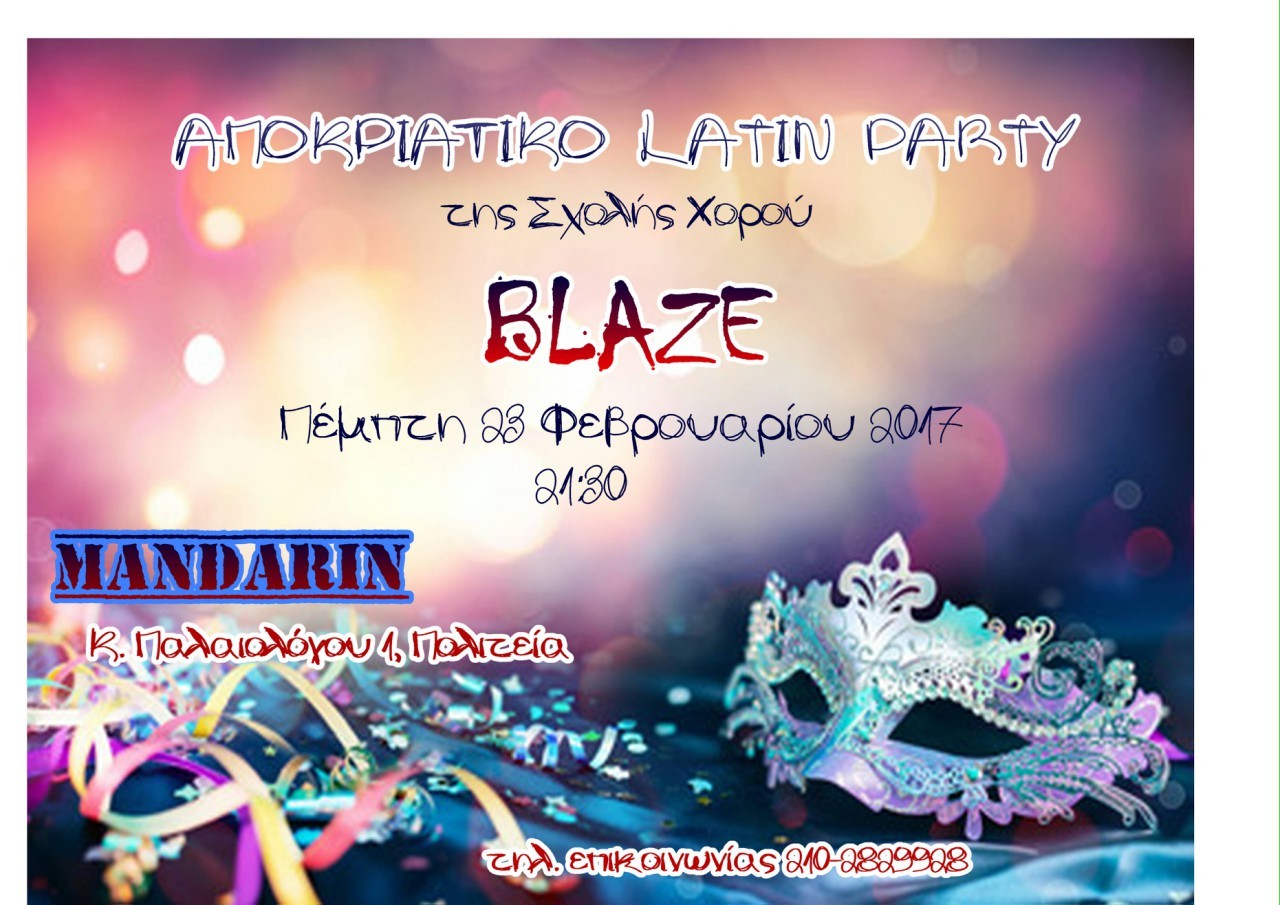 ΑΠΟΚΡΙΑΤΙΚΟ LATIN PARTY
της Σχολής Χορού
BLAZE
Πέμπτη 23 Φεβρουαρίου 2017
21:30
MANDARIN
Κ. Παλαιολόγου 1, Πολιτεία
τηλ. επικοινωνίας 210-2829928